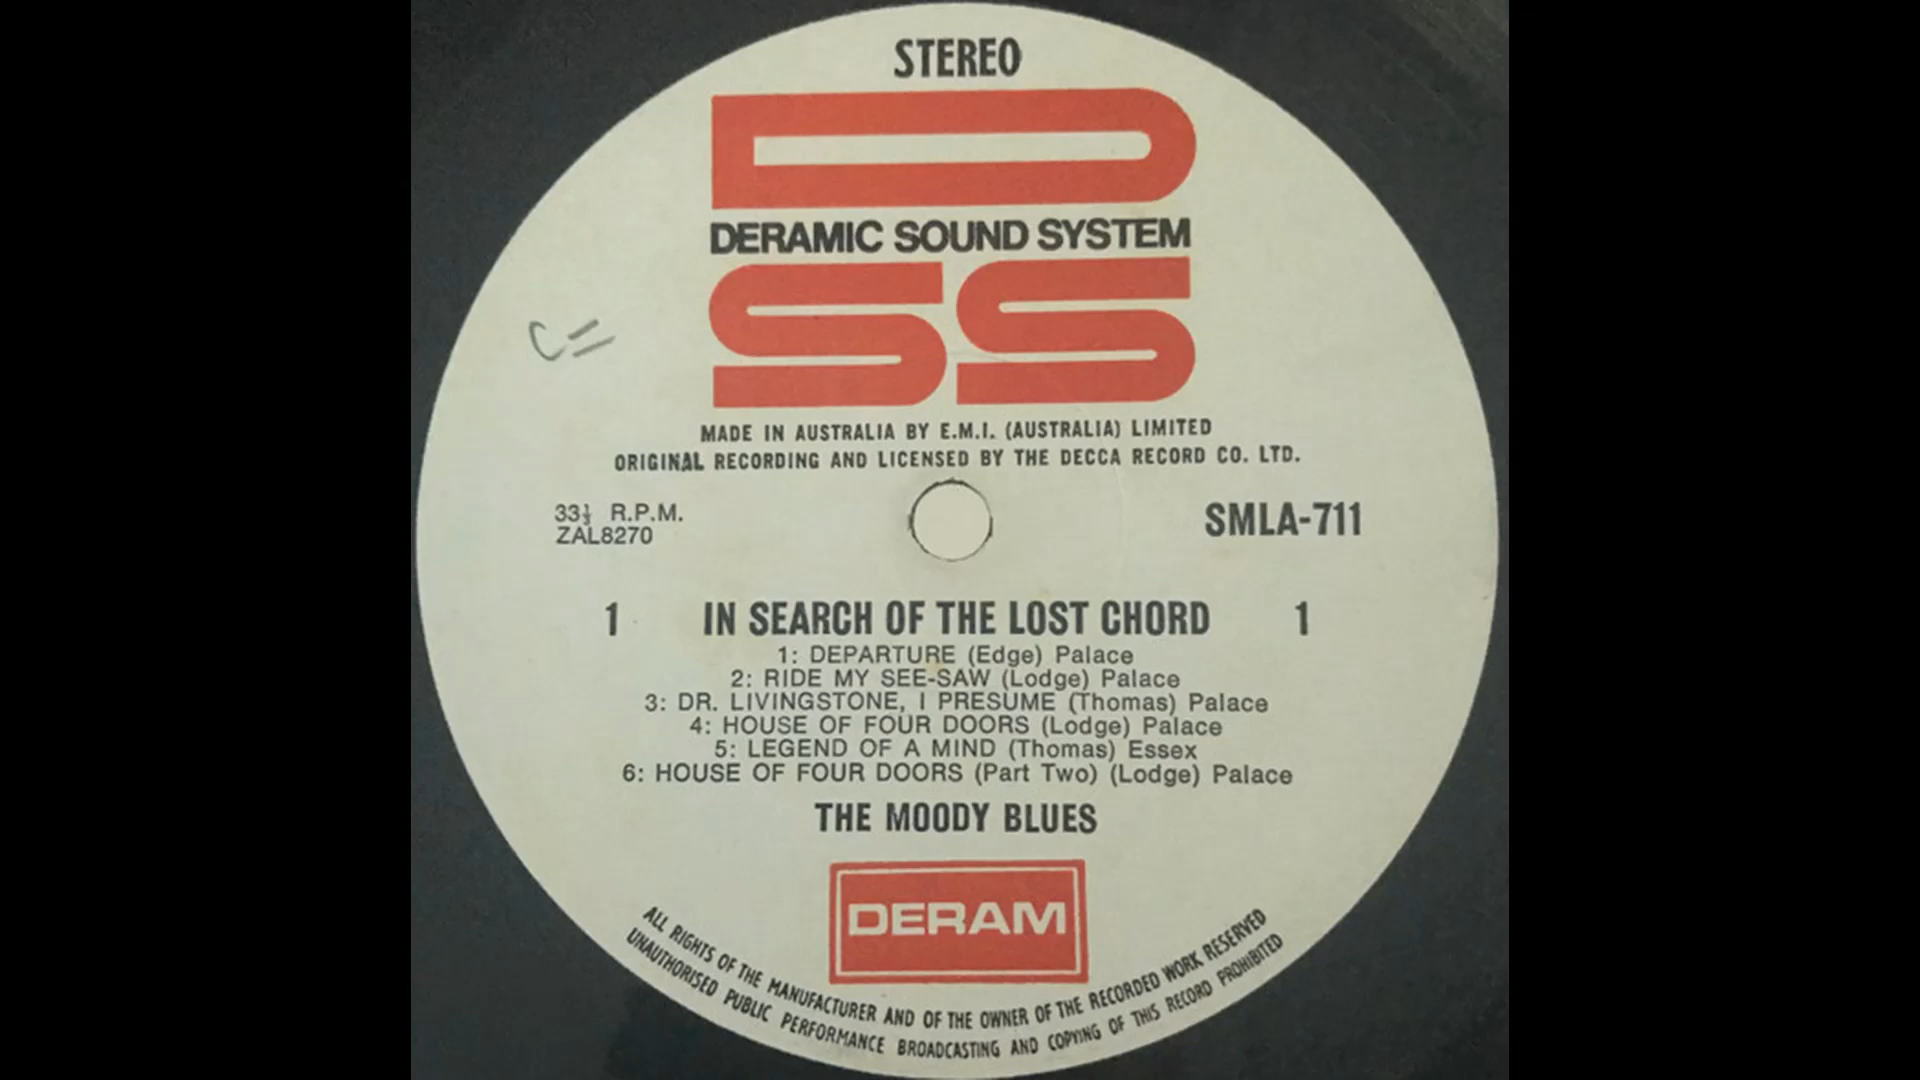 STEREO
D
DERAMIC SOUND SYSTEM
SS
C=
MADE IN AUSTRALIA BY E.M.I. (AUSTRALIA) LIMITED
ORIGINAL RECORDING AND LICENSED BY THE DECCA RECORD CO. LTD.
33⅓ R.P.M.
ZAL8270
SMLA-711
1 IN SEARCH OF THE LOST CHORD 1
1: DEPARTURE (Edge) Palace
2: RIDE MY SEE-SAW (Lodge) Palace
3: DR. LIVINGSTONE, I PRESUME (Thomas) Palace
4: HOUSE OF FOUR DOORS (Lodge) Palace
5: LEGEND OF A MIND (Thomas) Essex
6: HOUSE OF FOUR DOORS (Part Two) (Lodge) Palace
THE MOODY BLUES
DERAM
ALL RIGHTS OF THE MANUFACTURER AND OF THE OWNER OF THE RECORDED WORK RESERVED
UNAUTHORISED PUBLIC PERFORMANCE BROADCASTING AND COPYING OF THIS RECORD PROHIBITED